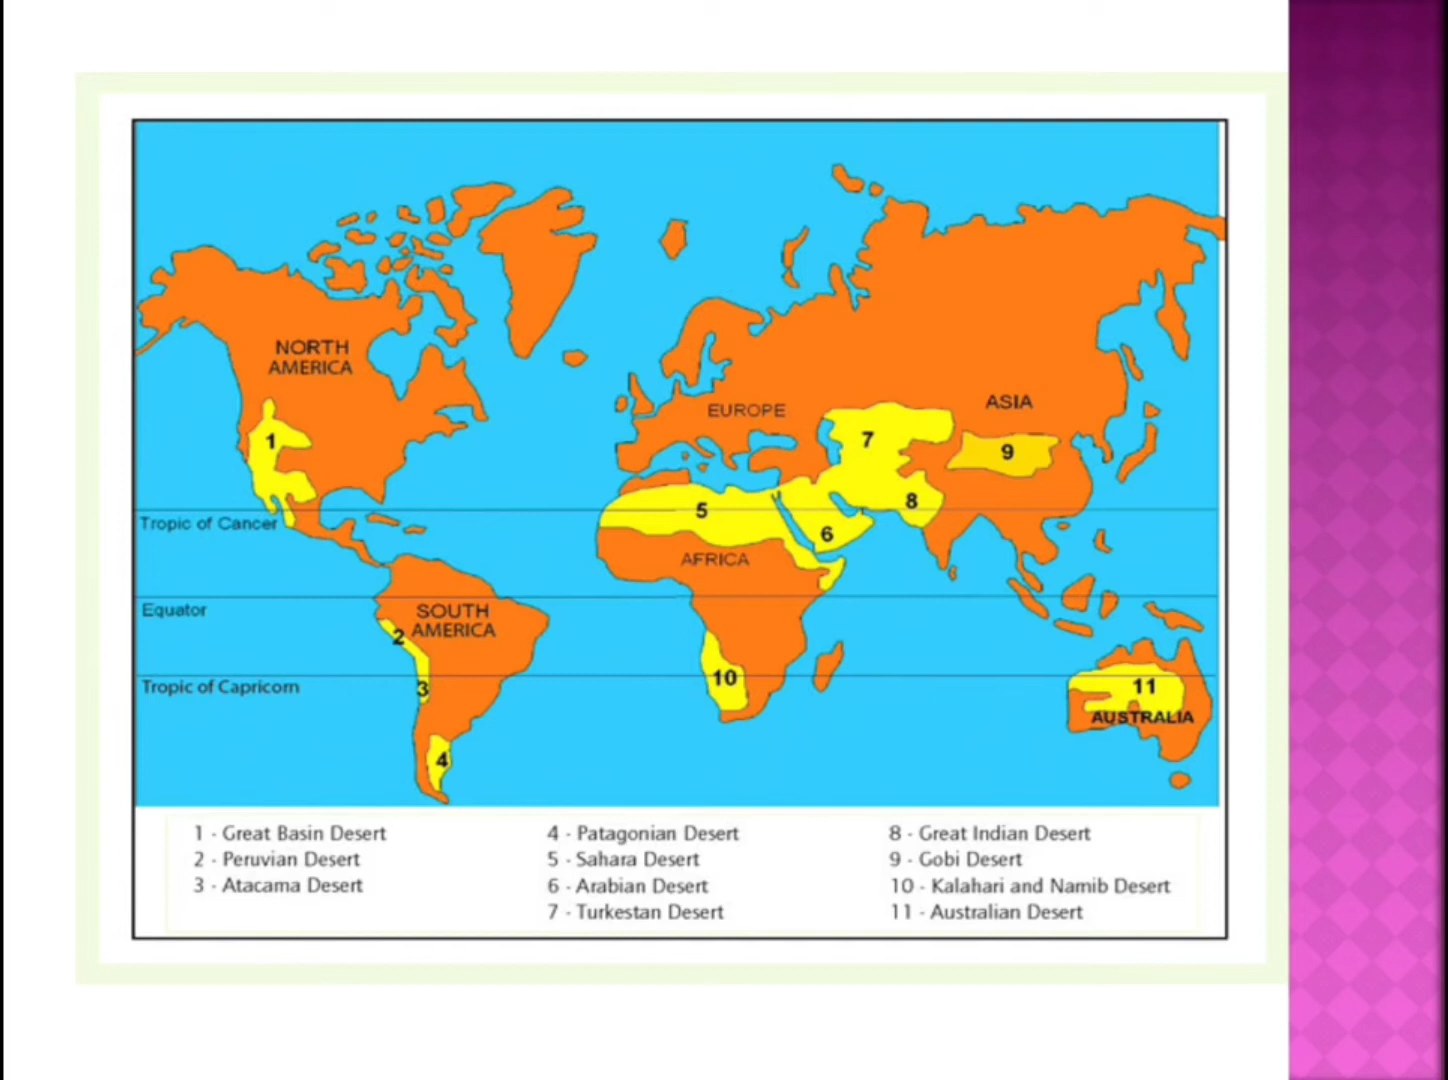 NORTH
AMERICA
ASIA
EUROPE
1
7
9
8
5
Tropic of Cancer
6
AFRICA
Equator
SOUTH
2 AMERICA
10
Tropic of Capricorn
3
11
AUSTRALIA
4
1 - Great Basin Desert
2 - Peruvian Desert
3 - Atacama Desert
4 - Patagonian Desert
5 - Sahara Desert
6 - Arabian Desert
7 - Turkestan Desert
8 - Great Indian Desert
9 - Gobi Desert
10 - Kalahari and Namib Desert
11 - Australian Desert